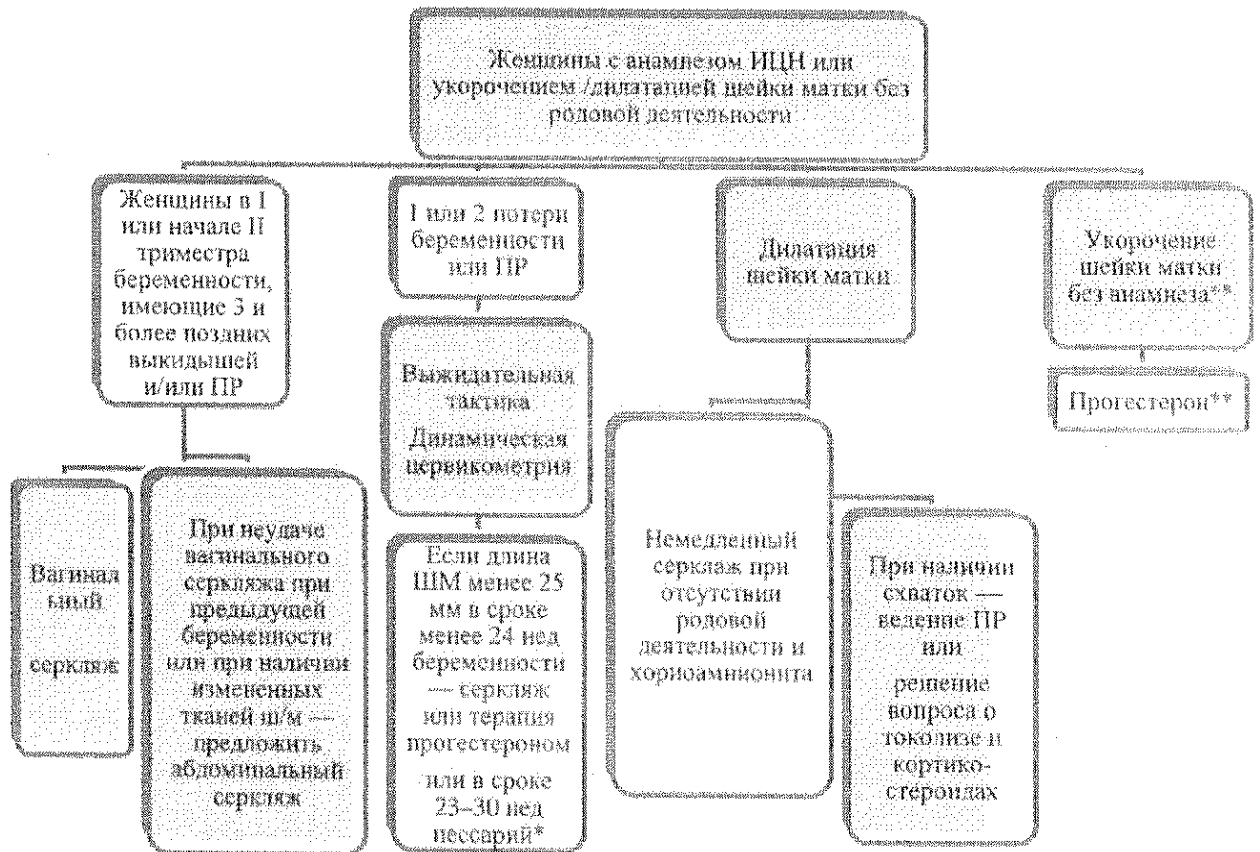 Женщины с анамнезом ИЦН или
укорочением /дилатацией шейки матки без
родовой деятельности
Женщины в I
или начале II
триместра
беременности,
имеющие 3 и
более поздних
выкидышей
и/или ПР
1 или 2 потери
беременности
или ПР
Дилатация
шейки матки
Укорочение
шейки матки
без анамнеза**
Выжидательная
тактика
Динамическая
цервикометрия
Прогестерон**
Вагинал
ьный
серкляж
При неудаче
вагинального
серкляжа при
предыдущей
беременности
или при наличии
измененных
тканей ш/м —
предложить
абдоминальный
серкляж
Если длина
ШМ менее 25
мм в сроке
менее 24 нед
беременности
— серкляж
или терапия
прогестероном
или в сроке
23–30 нед
пессарий*
Немедленный
серклаж при
отсутствии
родовой
деятельности и
хориоамнионита
При наличии
схваток —
ведение ПР или
решение
вопроса о
токолизе и
кортико-
стероидах